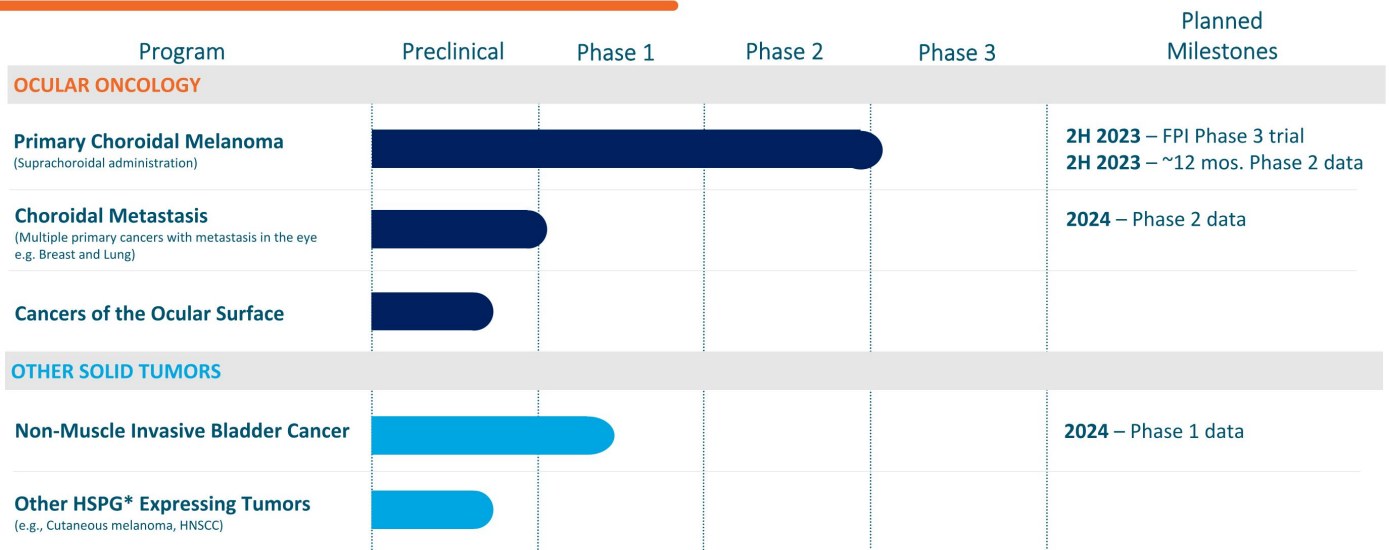 Program Preclinical Phase 1 Phase 2 Phase 3 Planned
Milestones
OCULAR ONCOLOGY
Primary Choroidal Melanoma
(Suprachoroidal administration)
2H 2023 – FPI Phase 3 trial
2H 2023 – ~12 mos. Phase 2 data
Choroidal Metastasis
(Multiple primary cancers with metastasis in the eye
e.g. Breast and Lung)
2024 – Phase 2 data
Cancers of the Ocular Surface
OTHER SOLID TUMORS
Non-Muscle Invasive Bladder Cancer
2024 – Phase 1 data
Other HSPG* Expressing Tumors
(e.g., Cutaneous melanoma, HNSCC)